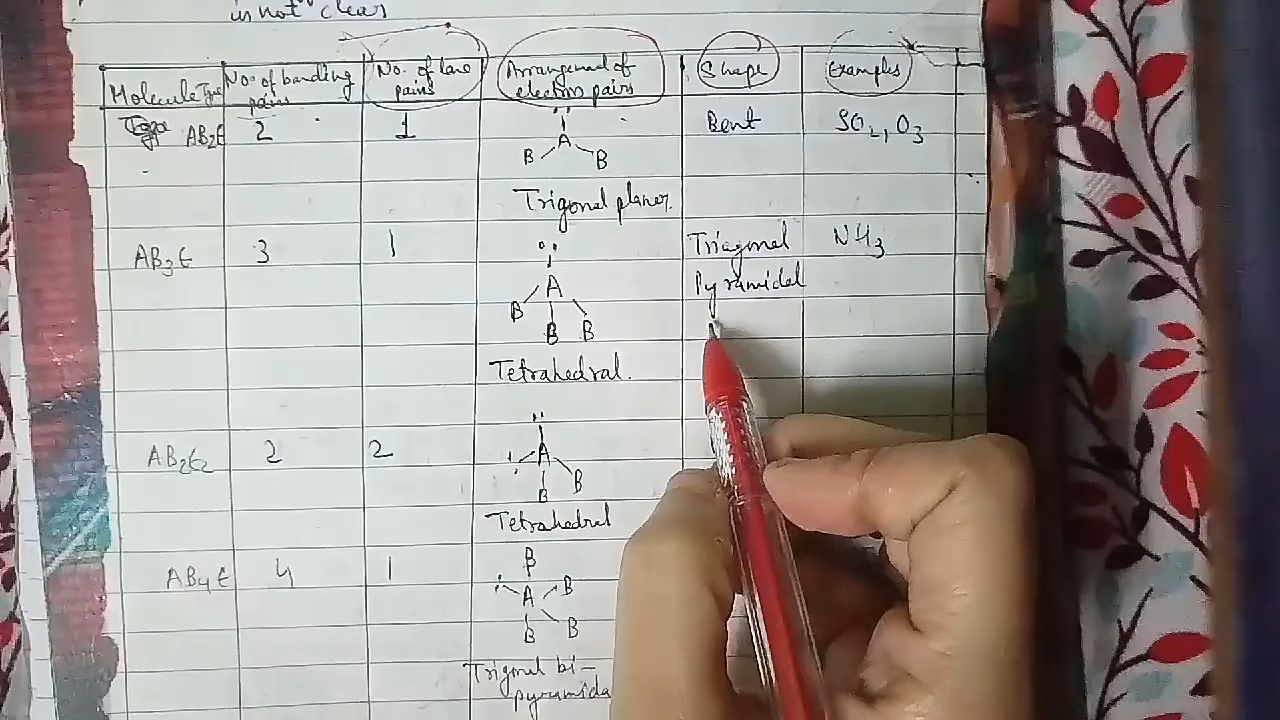 is not clear
Molecule Type No. of bonding pairs No. of lone pairs Arrangement of electron pairs Shape Examples
AB2E 2 1 Bent SO2, O3
A
B B
Trigonal planar.
AB3E 3 1 Triagonal NH3
Pyramidal
A
B B B
Tetrahedral.
AB2E2 2 2
A
B B
Tetrahedral
B
AB4E 4 1 A B
B B
Trigonal bi-
pyramida